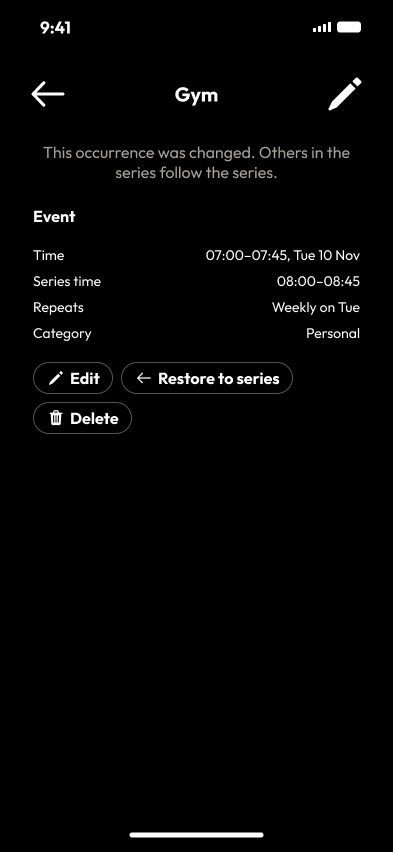 9:41
Gym
This occurrence was changed. Others in the
series follow the series.
Event
Time 07:00–07:45, Tue 10 Nov
Series time 08:00–08:45
Repeats Weekly on Tue
Category Personal
Edit Restore to series
Delete